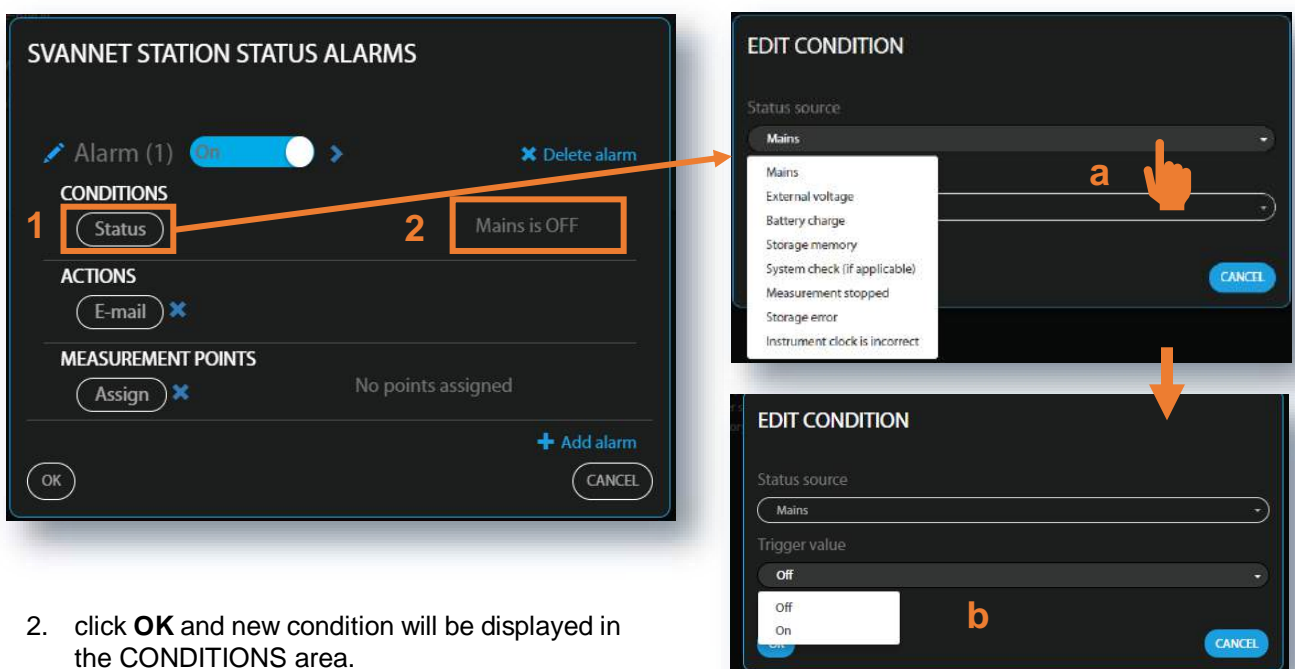 SVANNET STATION STATUS ALARMS
Alarm (1) On
Delete alarm
CONDITIONS
1 Status 2 Mains is OFF
ACTIONS
E-mail
MEASUREMENT POINTS
Assign No points assigned
Add alarm
OK CANCEL
2. click OK and new condition will be displayed in
the CONDITIONS area.
EDIT CONDITION
Status source
Mains
a
Mains
External voltage
Battery charge
Storage memory
System check (if applicable)
Measurement stopped
Storage error
Instrument clock is incorrect
CANCEL
EDIT CONDITION
Status source
Mains
Trigger value
Off
Off
On
b
CANCEL